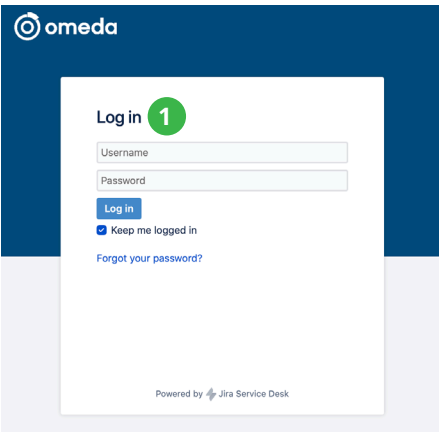 omeda
Log in 1
Username
Password
Log in
Keep me logged in
Forgot your password?
Powered by Jira Service Desk